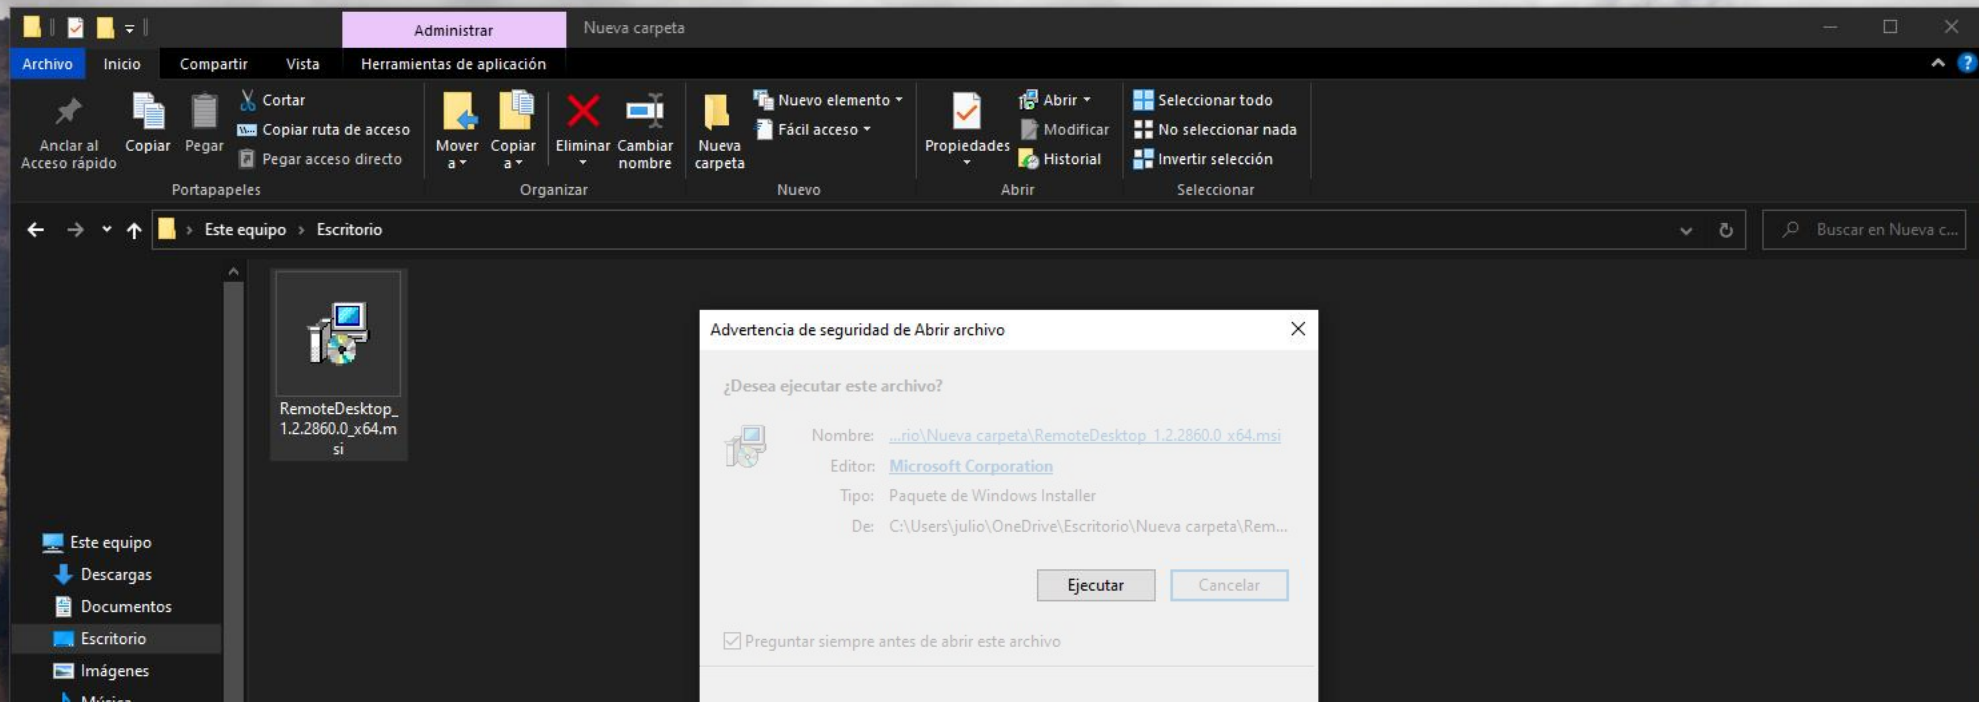 Administrar
Nueva carpeta
Archivo Inicio Compartir Vista Herramientas de aplicación
Anclar al Acceso rápido
Copiar
Pegar
Cortar
Copiar ruta de acceso
Pegar acceso directo
Portapapeles
Mover a
Copiar a
Eliminar
Cambiar nombre
Organizar
Nueva carpeta
Nuevo elemento
Fácil acceso
Nuevo
Propiedades
Abrir
Modificar
Historial
Abrir
Seleccionar todo
No seleccionar nada
Invertir selección
Seleccionar
Este equipo > Escritorio
Buscar en Nueva c...
RemoteDesktop_
1.2.2860.0_x64.m
si
Este equipo
Descargas
Documentos
Escritorio
Imágenes
Música
Advertencia de seguridad de Abrir archivo
¿Desea ejecutar este archivo?
Nombre: ...rio\Nueva carpeta\RemoteDesktop_1.2.2860.0_x64.msi
Editor: Microsoft Corporation
Tipo: Paquete de Windows Installer
De: C:\Users\julio\OneDrive\Escritorio\Nueva carpeta\Rem...
Ejecutar Cancelar
Preguntar siempre antes de abrir este archivo